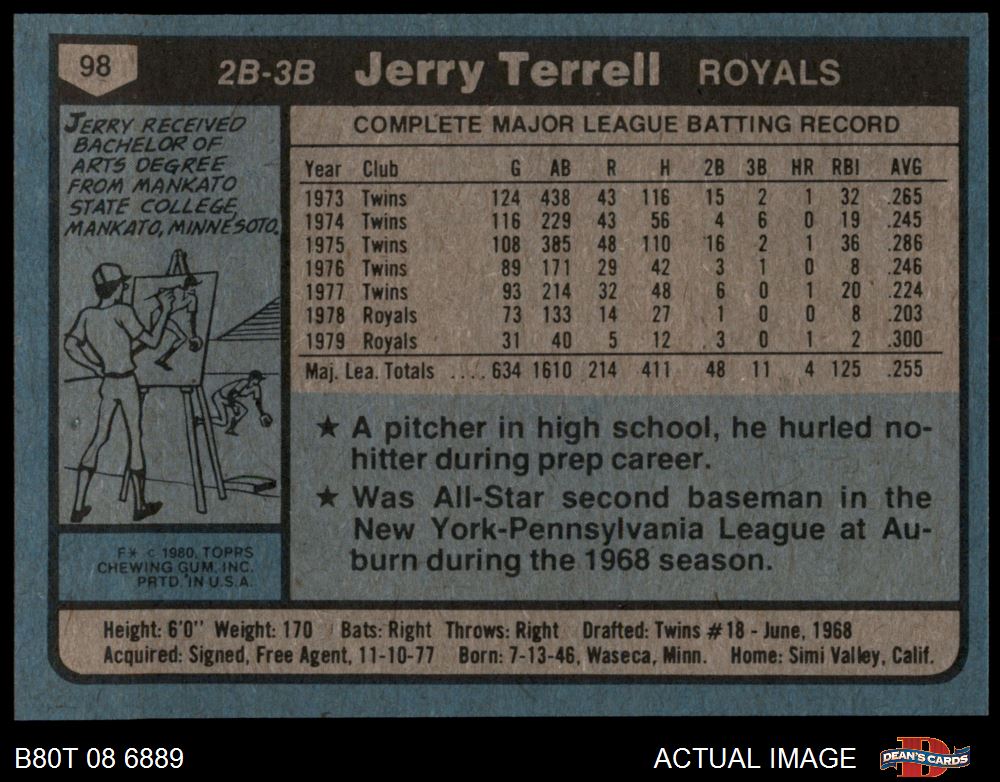 98 2B-3B Jerry Terrell ROYALS
JERRY RECEIVED
BACHELOR OF
ARTS DEGREE
FROM MANKATO
STATE COLLEGE,
MANKATO, MINNESOTA.
F* © 1980, TOPPS
CHEWING GUM, INC.
PRTD. IN U.S.A.
COMPLETE MAJOR LEAGUE BATTING RECORD
Year Club G AB R H 2B 3B HR RBI AVG
1973 Twins 124 438 43 116 15 2 1 32 .265
1974 Twins 116 229 43 56 4 6 0 19 .245
1975 Twins 108 385 48 110 16 2 1 36 .286
1976 Twins 89 171 29 42 3 1 0 8 .246
1977 Twins 93 214 32 48 6 0 1 20 .224
1978 Royals 73 133 14 27 1 0 0 8 .203
1979 Royals 31 40 5 12 3 0 1 2 .300
Maj. Lea. Totals .... 634 1610 214 411 48 11 4 125 .255
★ A pitcher in high school, he hurled no-
hitter during prep career.
★ Was All-Star second baseman in the
New York-Pennsylvania League at Au-
burn during the 1968 season.
Height: 6'0" Weight: 170 Bats: Right Throws: Right Drafted: Twins #18 - June, 1968
Acquired: Signed, Free Agent, 11-10-77 Born: 7-13-46, Waseca, Minn. Home: Simi Valley, Calif.
B80T 08 6889 ACTUAL IMAGE DEAN'S CARDS